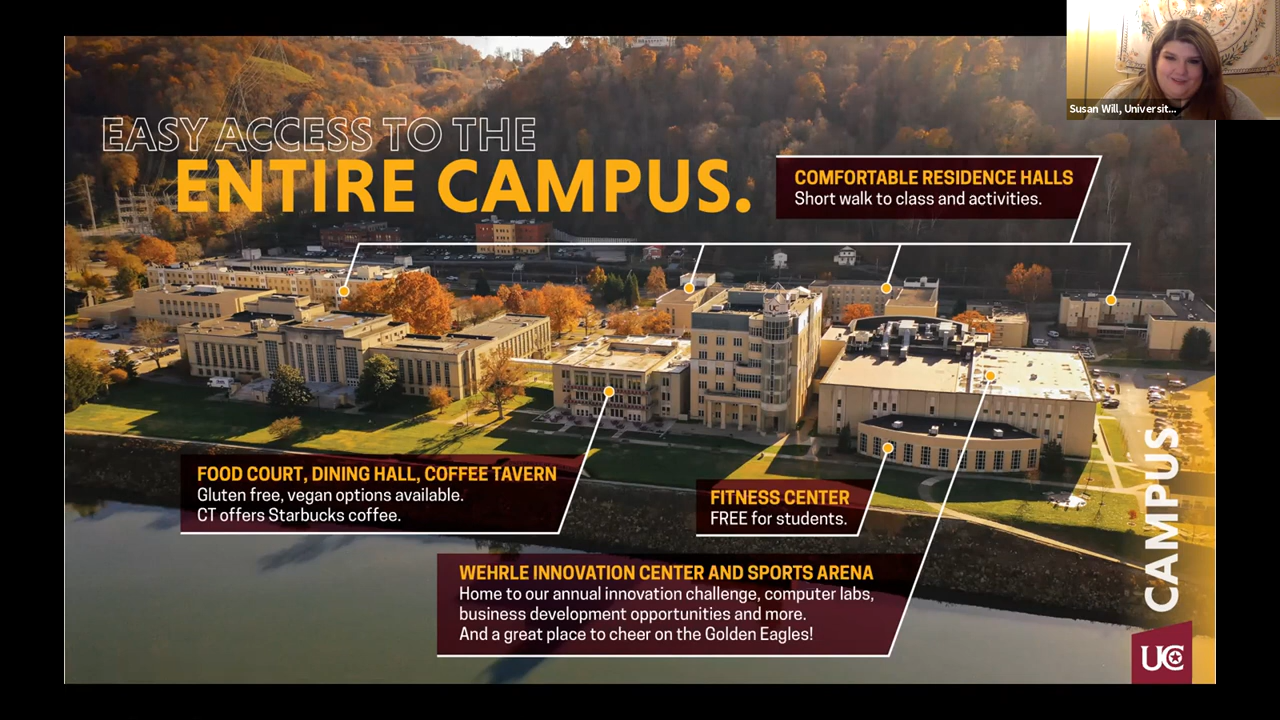 Susan Will, Universit...
EASY ACCESS TO THE
ENTIRE CAMPUS.
COMFORTABLE RESIDENCE HALLS
Short walk to class and activities.
FOOD COURT, DINING HALL, COFFEE TAVERN
Gluten free, vegan options available.
CT offers Starbucks coffee.
FITNESS CENTER
FREE for students.
WEHRLE INNOVATION CENTER AND SPORTS ARENA
Home to our annual innovation challenge, computer labs,
business development opportunities and more.
And a great place to cheer on the Golden Eagles!
CAMPUS
UC